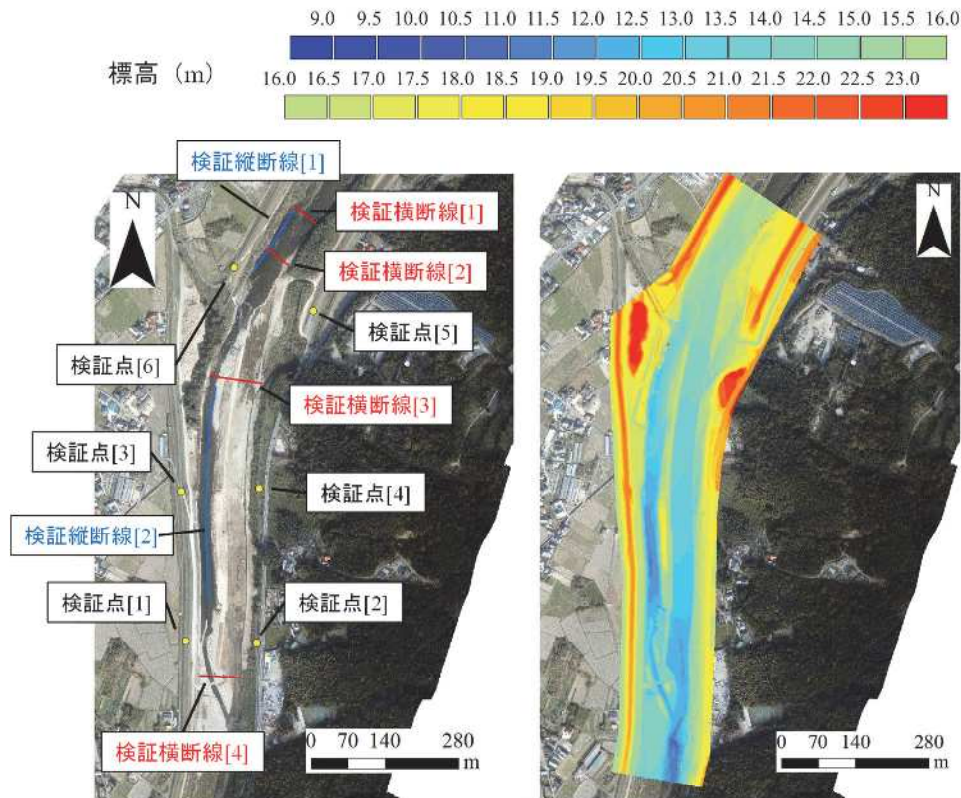 9.0 9.5 10.0 10.5 11.0 11.5 12.0 12.5 13.0 13.5 14.0 14.5 15.0 15.5 16.0
標高（m）
16.0 16.5 17.0 17.5 18.0 18.5 19.0 19.5 20.0 20.5 21.0 21.5 22.0 22.5 23.0
検証縦断線[1]
N
検証横断線[1]
N
検証横断線[2]
検証点[5]
検証点[6]
検証横断線[3]
検証点[3]
検証点[4]
検証縦断線[2]
検証点[1]
検証点[2]
検証横断線[4]
0 70 140 280
m
0 70 140 280
m